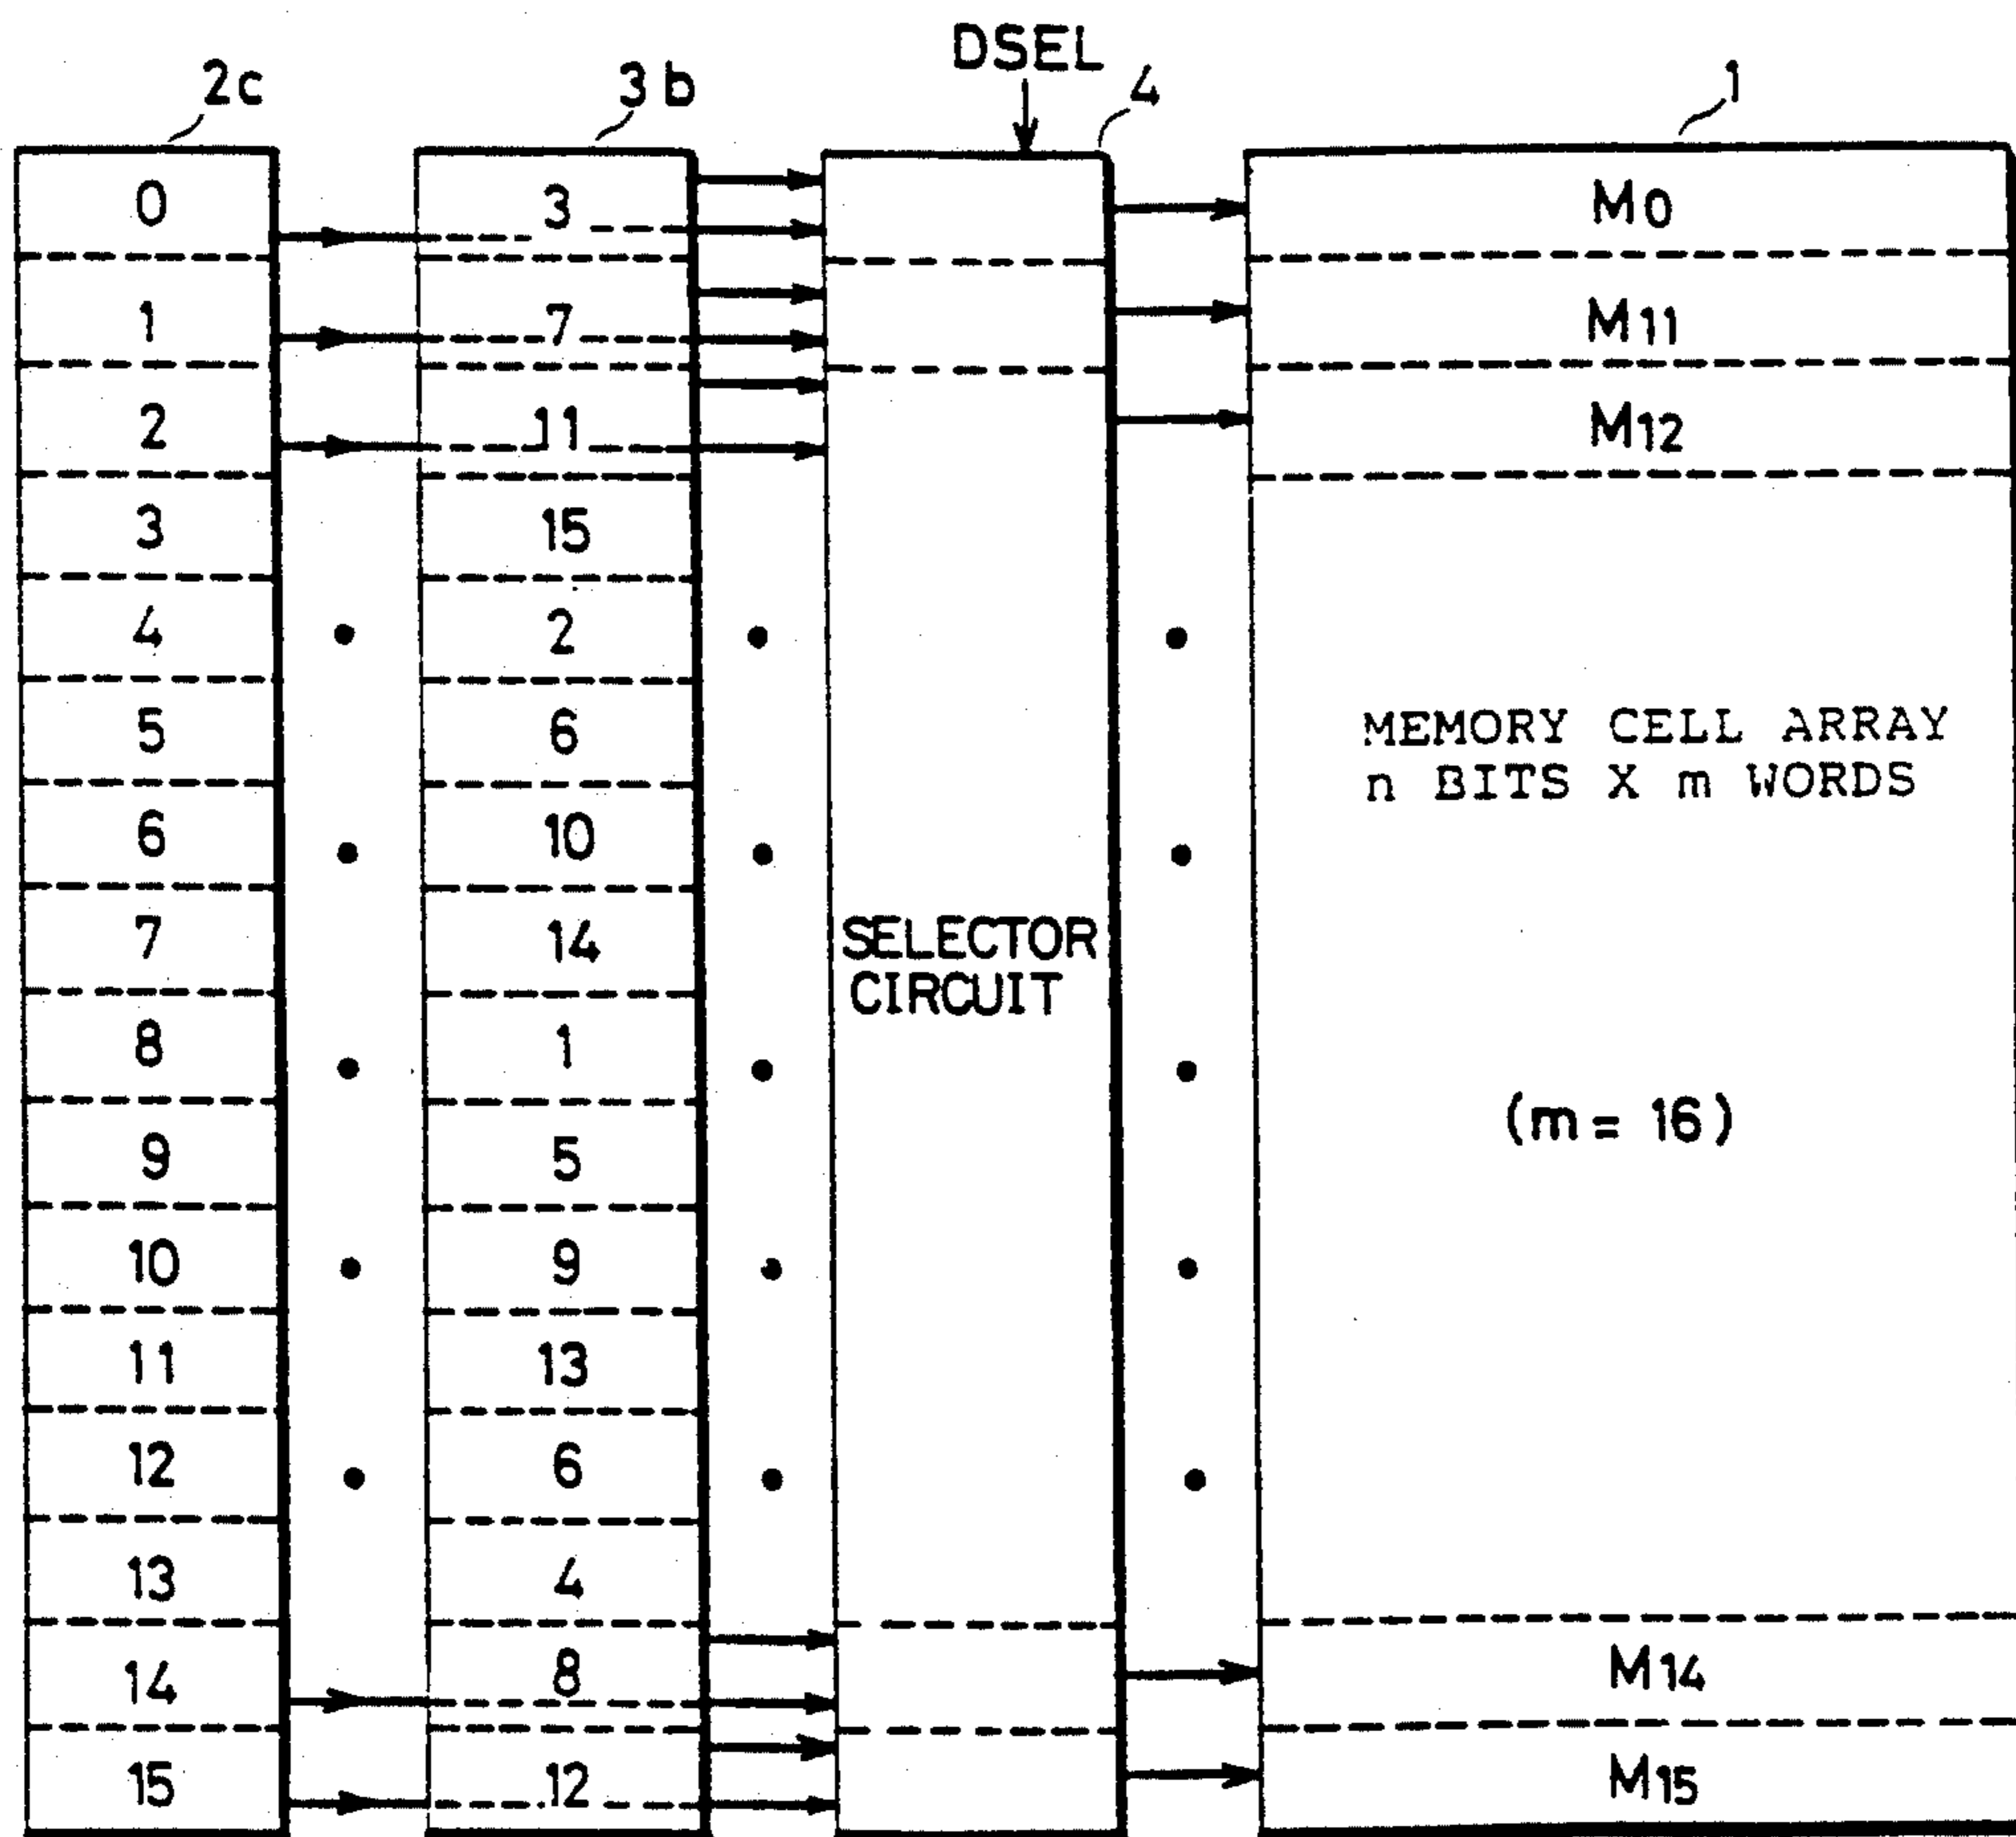 DSEL
2c
3b
4
1
0
3
M0
1
7
M11
2
11
M12
3
15
4
2
5
6
MEMORY CELL ARRAY
n BITS X m WORDS
6
10
7
14
SELECTOR
CIRCUIT
8
1
9
5
(m = 16)
10
9
11
13
12
6
13
4
14
8
M14
15
12
M15